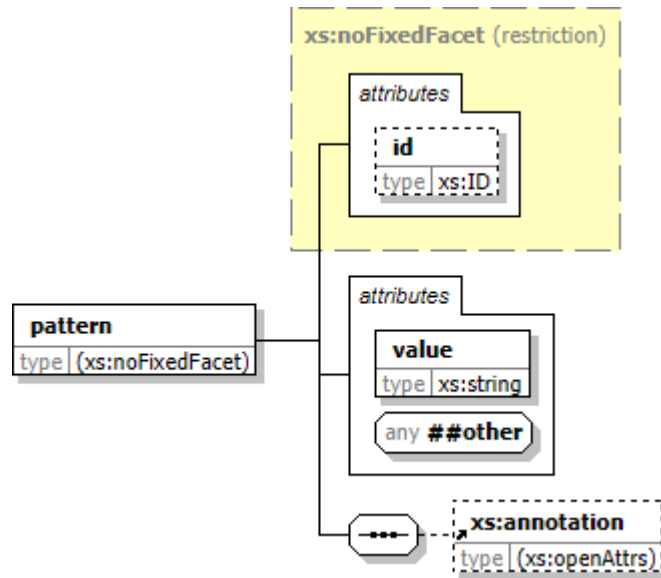 xs:noFixedFacet (restriction)
attributes
id
type xs:ID
attributes
pattern
type (xs:noFixedFacet)
value
type xs:string
any ##other
xs:annotation
type (xs:openAttrs)